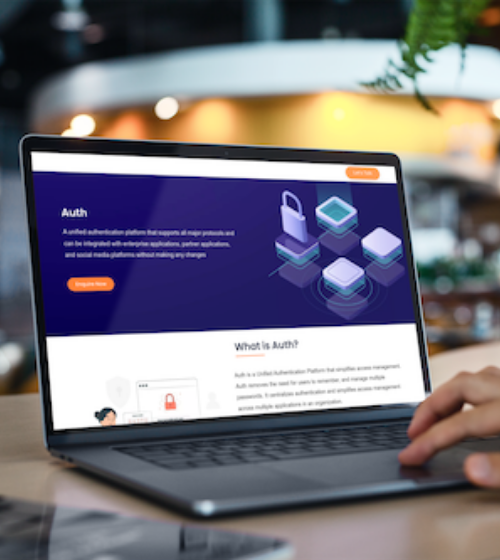 Let's Talk
Auth
A unified authentication platform that supports all major protocols and
can be integrated with enterprise applications, partner applications,
and social media platforms without making any changes
Enquire Now
What is Auth?
Auth is a Unified Authentication Platform that simplifies access management.
Auth removes the need for users to remember, and manage multiple
passwords. It centralizes authentication and simplifies access
across multiple applications in an organization.